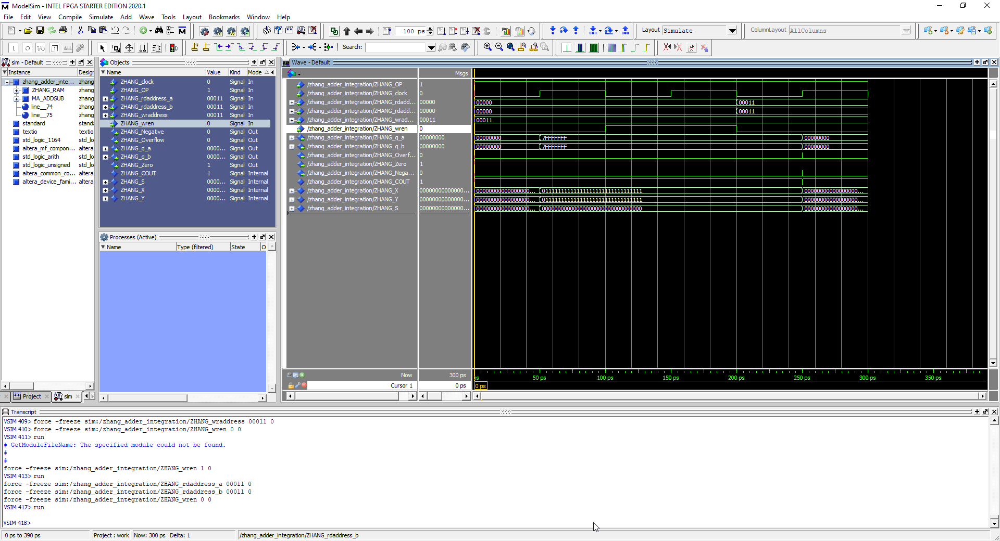 ModelSim - INTEL FPGA STARTER EDITION 2020.1
File Edit View Compile Simulate Add Wave Tools Layout Bookmarks Window Help
100 ps
Layout Simulate
ColumnLayout AllColumns
Search:
sim - Default
Instance Design
zhang_adder_inte... zhang
ZHANG_RAM zhang
MA_ADDSUB zhang
line__74 zhang
line__75 zhang
standard standa
textio textio
std_logic_1164 std_lo
altera_mf_compon... altera
std_logic_arith std_lo
std_logic_unsigned std_lo
altera_common_co... altera
altera_device_fami... altera
Project
sim
Objects
Name Value Kind Mode
ZHANG_clock 0 Signal In
ZHANG_OP 1 Signal In
ZHANG_rdaddress_a 00011 Signal In
ZHANG_rdaddress_b 00011 Signal In
ZHANG_wraddress 00011 Signal In
ZHANG_wren 0 Signal In
ZHANG_Negative 0 Signal Out
ZHANG_Overflow 0 Signal Out
ZHANG_q_a 0000... Signal Out
ZHANG_q_b 0000... Signal Out
ZHANG_Zero 1 Signal Out
ZHANG_COUT 1 Signal Internal
ZHANG_S 0000... Signal Internal
ZHANG_X 0000... Signal Internal
ZHANG_Y 0000... Signal Internal
Processes (Active)
Name Type (filtered) State O
Wave - Default
Msgs
/zhang_adder_integration/ZHANG_OP 1
/zhang_adder_integration/ZHANG_clock 0
/zhang_adder_integration/ZHANG_rdadd... 00000 00000 00011
/zhang_adder_integration/ZHANG_rdadd... 00000 00000 00011
/zhang_adder_integration/ZHANG_wrad... 00011 00011
/zhang_adder_integration/ZHANG_wren 0
/zhang_adder_integration/ZHANG_q_a 00000000 00000000 7FFFFFFF 00000000
/zhang_adder_integration/ZHANG_q_b 00000000 00000000 7FFFFFFF 00000000
/zhang_adder_integration/ZHANG_Overf... 0
/zhang_adder_integration/ZHANG_Zero 1
/zhang_adder_integration/ZHANG_Nega... 0
/zhang_adder_integration/ZHANG_COUT 1
/zhang_adder_integration/ZHANG_X 00000000000000... 0000000000000000... 01111111111111111111111111111111 0000000000000000...
/zhang_adder_integration/ZHANG_Y 00000000000000... 0000000000000000... 01111111111111111111111111111111 0000000000000000...
/zhang_adder_integration/ZHANG_S 00000000000000... 0000000000000000... 00000000000000000000000000000000 0000000000000000...
Now 300 ps
ps 50 ps 100 ps 150 ps 200 ps 250 ps 300 ps 350 ps
Cursor 1 0 ps 0 ps
Transcript
VSIM 409> force -freeze sim:/zhang_adder_integration/ZHANG_wraddress 00011 0
VSIM 410> force -freeze sim:/zhang_adder_integration/ZHANG_wren 0 0
VSIM 411> run
# GetModuleFileName: The specified module could not be found.
#
#
force -freeze sim:/zhang_adder_integration/ZHANG_wren 1 0
VSIM 413> run
force -freeze sim:/zhang_adder_integration/ZHANG_rdaddress_a 00011 0
force -freeze sim:/zhang_adder_integration/ZHANG_rdaddress_b 00011 0
force -freeze sim:/zhang_adder_integration/ZHANG_wren 0 0
VSIM 417> run
VSIM 418>
0 ps to 390 ps Project : work Now: 300 ps Delta: 1 /zhang_adder_integration/ZHANG_rdaddress_b